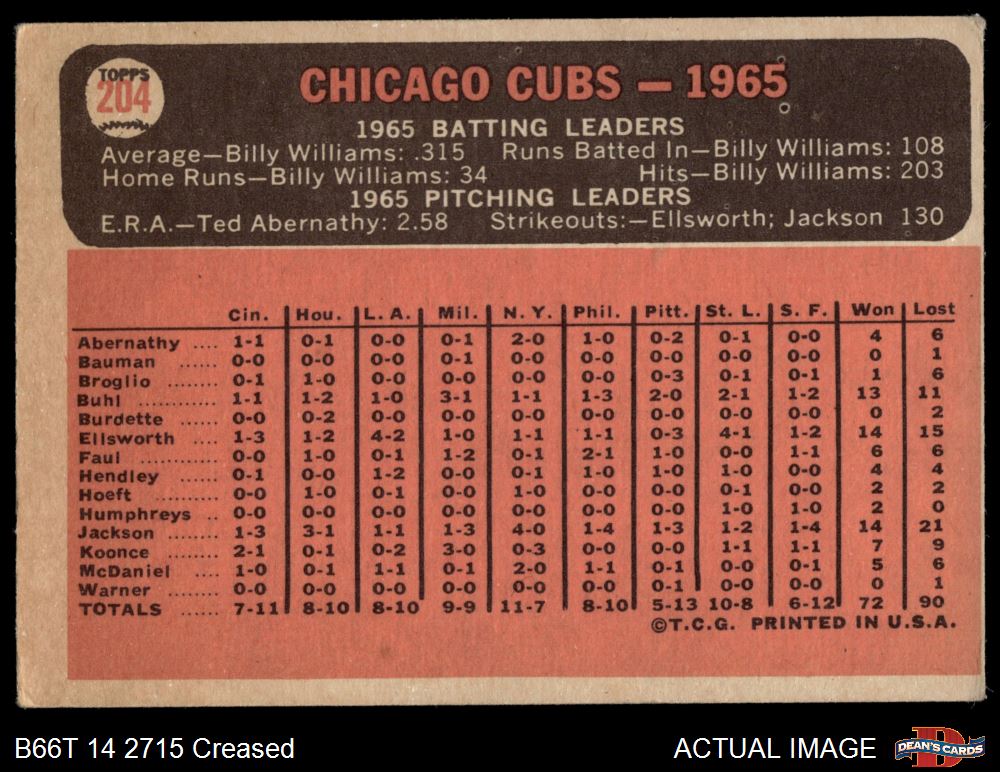 TOPPS
204
CHICAGO CUBS — 1965
1965 BATTING LEADERS
Average—Billy Williams: .315 Runs Batted In—Billy Williams: 108
Home Runs—Billy Williams: 34 Hits—Billy Williams: 203
1965 PITCHING LEADERS
E.R.A.—Ted Abernathy: 2.58 Strikeouts:—Ellsworth; Jackson 130
Cin. Hou. L. A. Mil. N. Y. Phil. Pitt. St. L. S. F. Won Lost
Abernathy .... 1-1 0-1 0-0 0-1 2-0 1-0 0-2 0-1 0-0 4 6
Bauman ...... 0-0 0-0 0-0 0-0 0-0 0-0 0-0 0-1 0-0 0 1
Broglio ........ 0-1 1-0 0-0 0-0 0-0 0-0 0-3 0-1 0-1 1 6
Buhl ............ 1-1 1-2 1-0 3-1 1-1 1-3 2-0 2-1 1-2 13 11
Burdette ...... 0-0 0-2 0-0 0-0 0-0 0-0 0-0 0-0 0-0 0 2
Ellsworth .... 1-3 1-2 4-2 1-0 1-1 1-1 0-3 4-1 1-2 14 15
Faul ............ 0-0 1-0 0-1 1-2 0-1 2-1 1-0 0-0 1-1 6 6
Hendley ...... 0-1 0-0 1-2 0-0 0-1 1-0 1-0 1-0 0-0 4 4
Hoeft .......... 0-0 1-0 0-1 0-0 1-0 0-0 0-0 0-1 0-0 2 2
Humphreys .. 0-0 0-0 0-0 0-0 0-0 0-0 0-0 1-0 1-0 2 0
Jackson ........ 1-3 3-1 1-1 1-3 4-0 1-4 1-3 1-2 1-4 14 21
Koonce ........ 2-1 0-1 0-2 3-0 0-3 0-0 0-0 1-1 1-1 7 9
McDaniel .... 1-0 0-1 1-1 0-1 2-0 1-1 0-1 0-0 0-1 5 6
Warner ........ 0-0 0-0 0-0 0-0 0-0 0-0 0-1 0-0 0-0 0 1
TOTALS ...... 7-11 8-10 8-10 9-9 11-7 8-10 5-13 10-8 6-12 72 90
©T.C.G. PRINTED IN U.S.A.
B66T 14 2715 Creased ACTUAL IMAGE DEAN'S CARDS